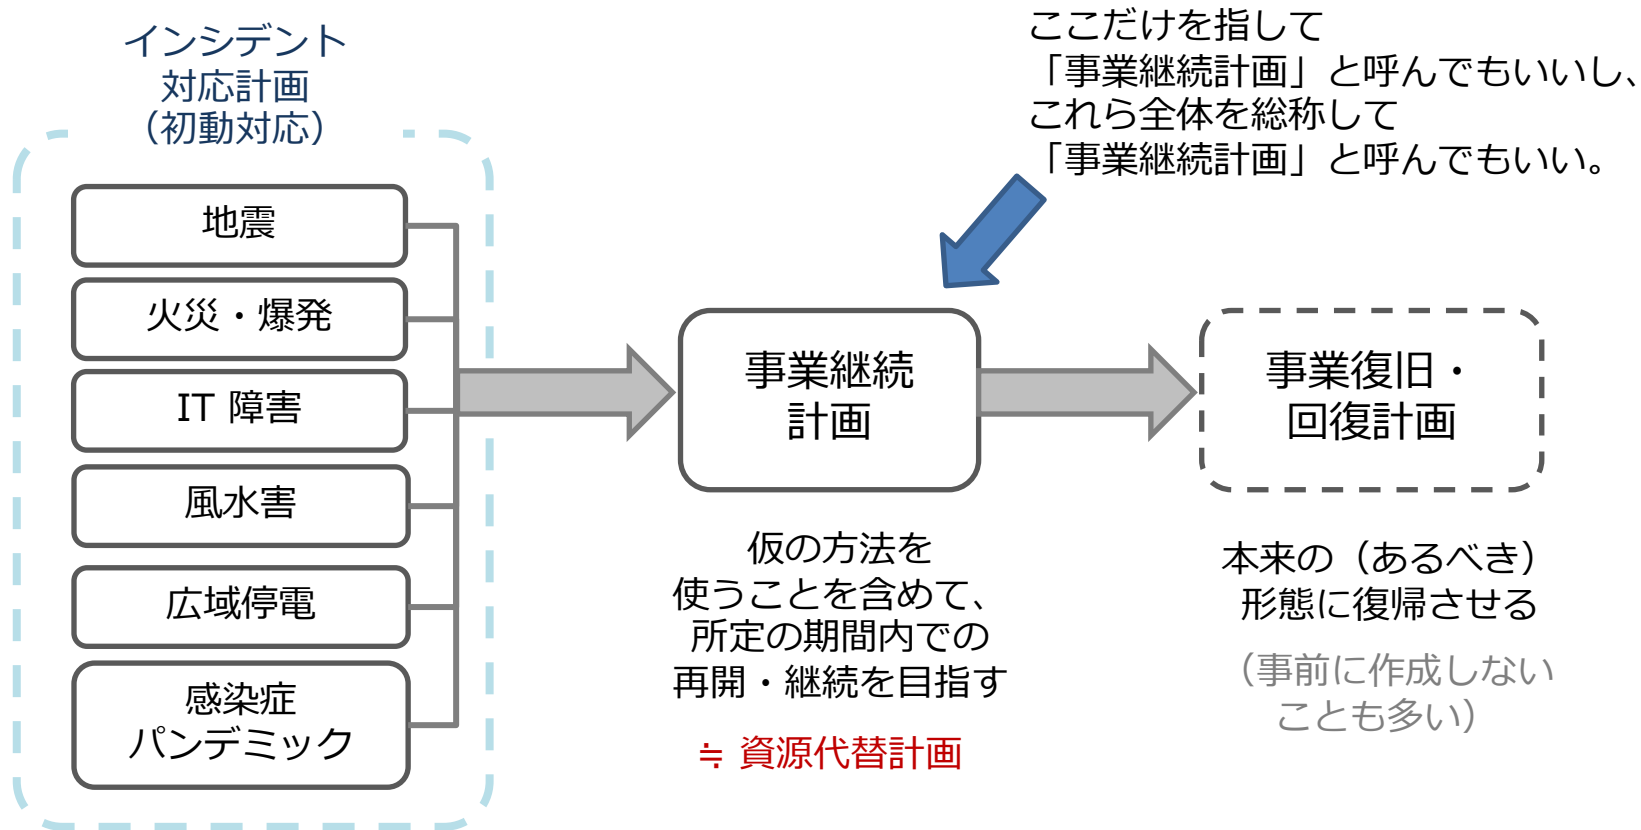 インシデント
対応計画
（初動対応）
地震
火災・爆発
IT 障害
風水害
広域停電
感染症
パンデミック
ここだけを指して
「事業継続計画」と呼んでもいいし、
これら全体を総称して
「事業継続計画」と呼んでもいい。
事業継続
計画
仮の方法を
使うことを含めて、
所定の期間内での
再開・継続を目指す
≒ 資源代替計画
事業復旧・
回復計画
本来の（あるべき）
形態に復帰させる
（事前に作成しない
ことも多い）